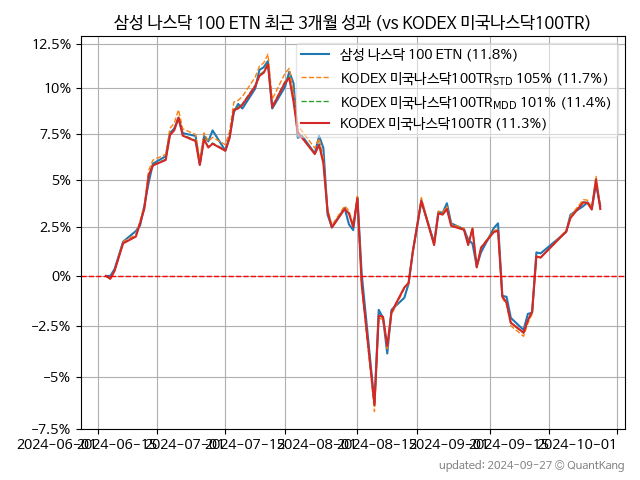 삼성 나스닥 100 ETN 최근 3개월 성과 (vs KODEX 미국나스닥100TR)
12.5%
10%
7.5%
5%
2.5%
0%
−2.5%
−5%
−7.5%
삼성 나스닥 100 ETN (11.8%)
KODEX 미국나스닥100TR_STD 105% (11.7%)
KODEX 미국나스닥100TR_MDD 101% (11.4%)
KODEX 미국나스닥100TR (11.3%)
2024-06-01 2024-06-15 2024-07-01 2024-07-15 2024-08-01 2024-08-15 2024-09-01 2024-09-15 2024-10-01
updated: 2024-09-27 © QuantKang